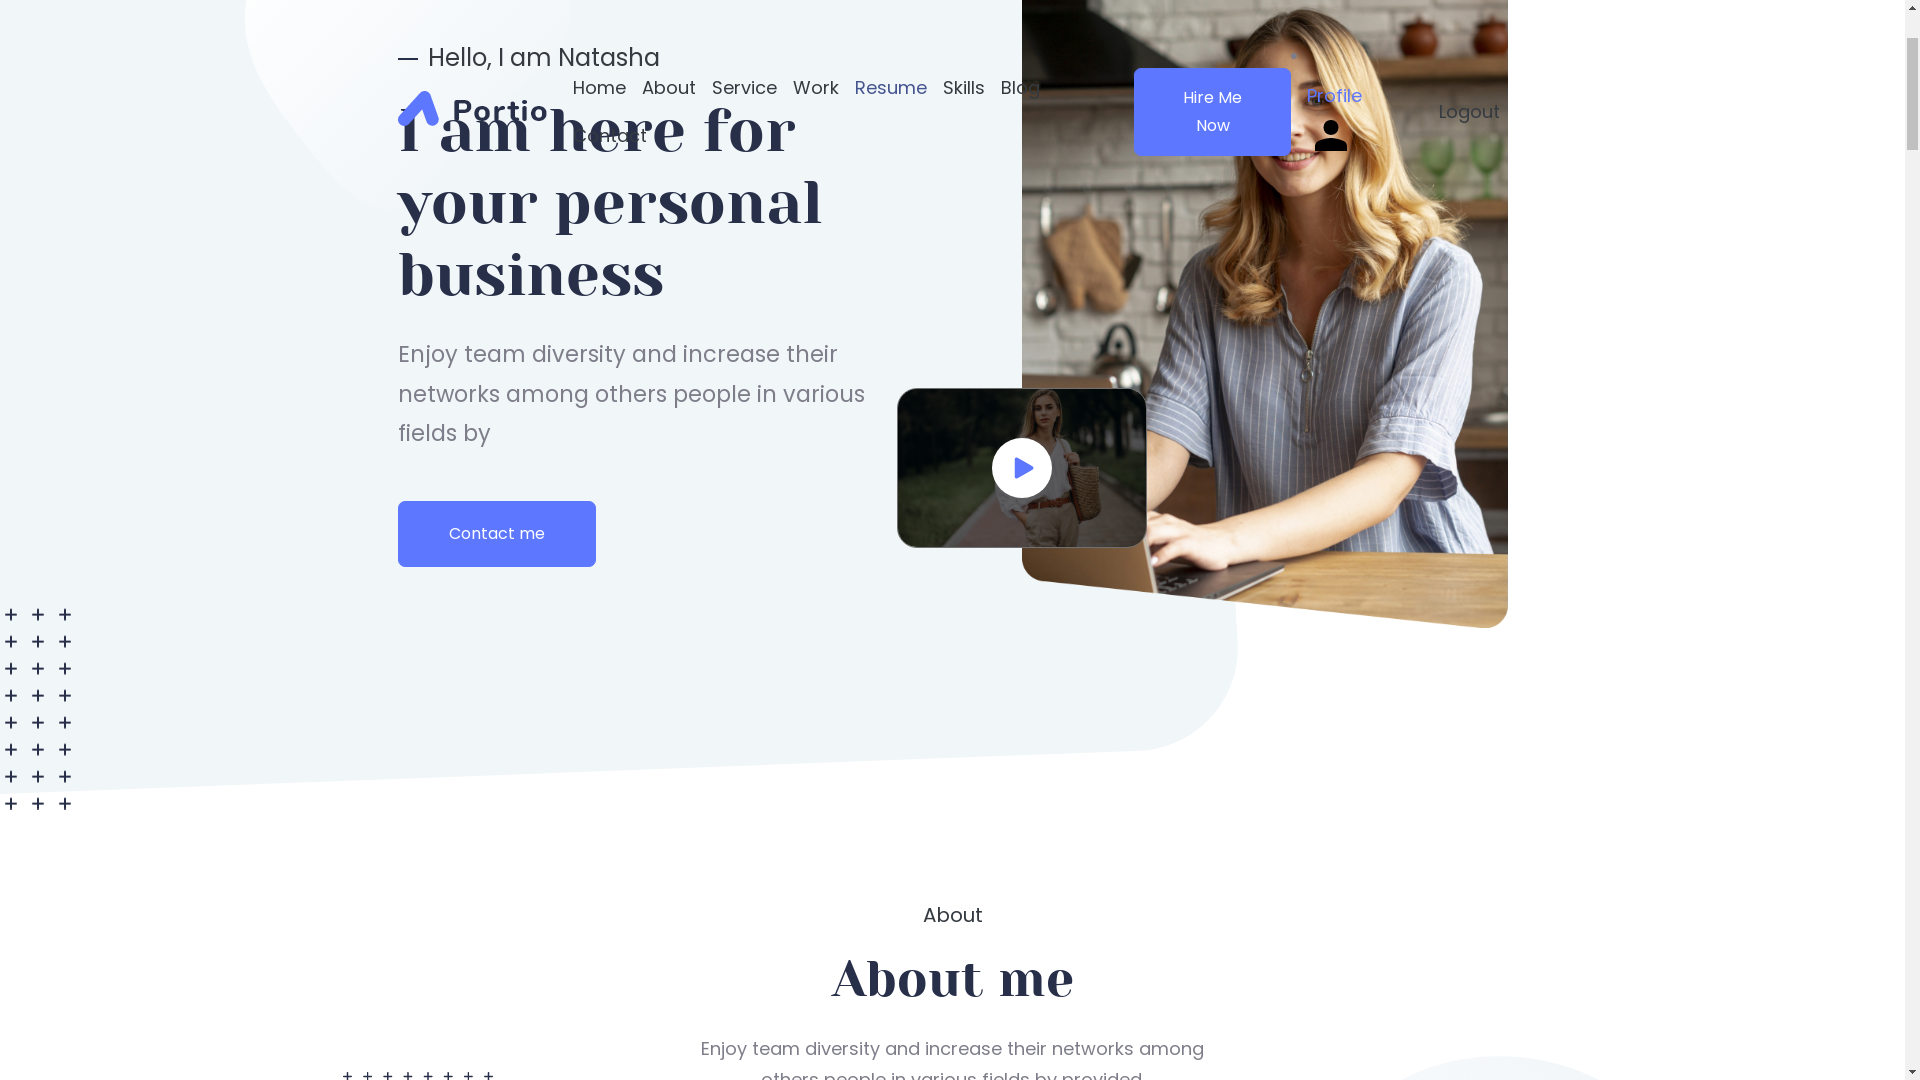 Hello, I am Natasha
Home About Service Work Resume Skills Blog
Contact
Portio
Hire Me
Now
Profile
Logout
I am here for
your personal
business
Enjoy team diversity and increase their
networks among others people in various
fields by
Contact me
About
About me
Enjoy team diversity and increase their networks among
others people in various fields by provided